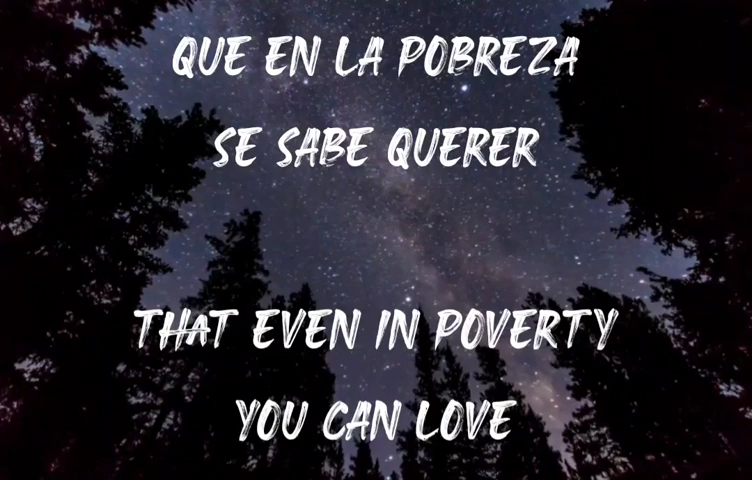 QUE EN LA POBREZA
SE SABE QUERER
THAT EVEN IN POVERTY
YOU CAN LOVE